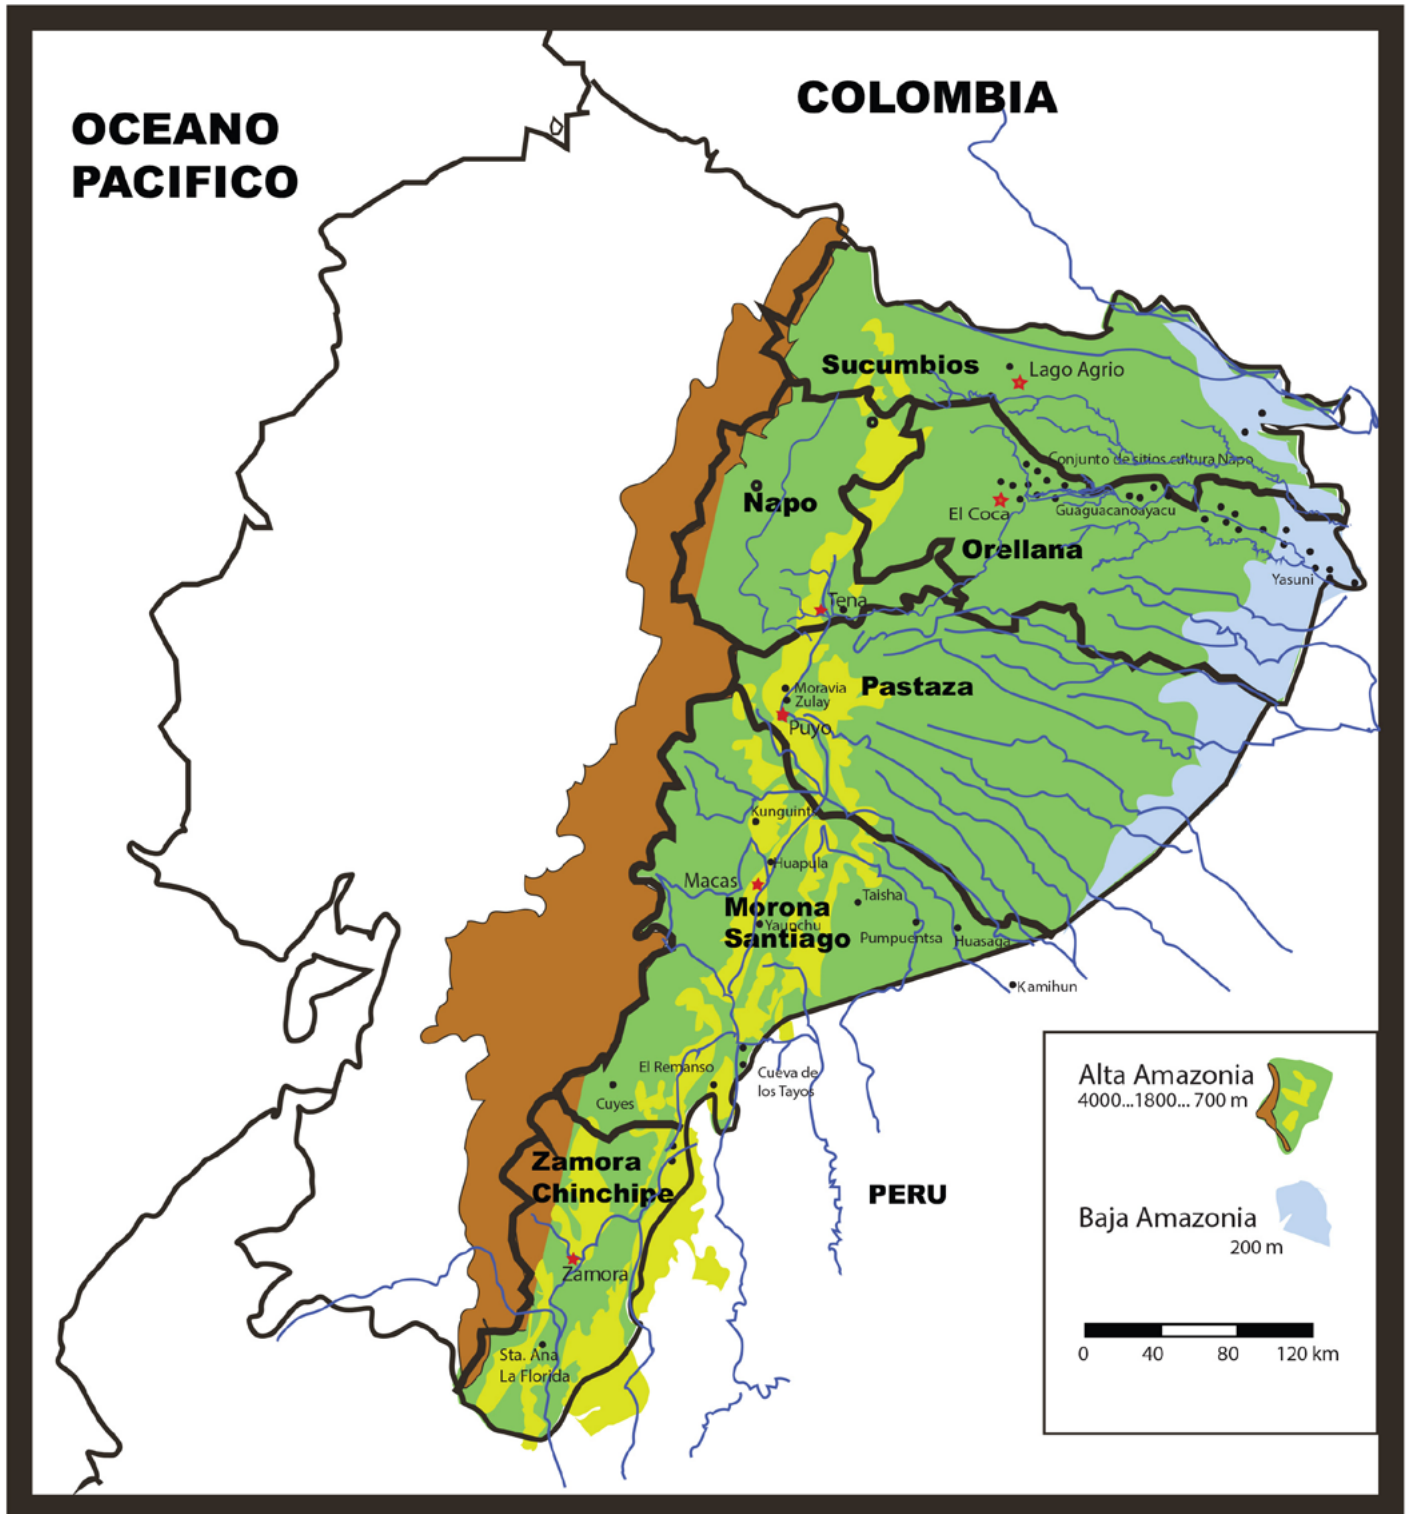 OCEANO
PACIFICO
COLOMBIA
Sucumbios
Lago Agrio
Conjunto de sitios cultura Napo
Napo
El Coca
Guaguacanoayacu
Orellana
Yasuni
Tena
Moravia
Zulay
Pastaza
Puyo
Kunguints
Huapula
Macas
Taisha
Morona
Santiago
Yaunchu
Pumpuentsa
Huasaga
Kamihun
El Remanso
Cueva de
los Tayos
Cuyes
Zamora
Chinchipe
PERU
Zamora
Sta. Ana
La Florida
Alta Amazonia
4000...1800... 700 m
Baja Amazonia
200 m
0 40 80 120 km